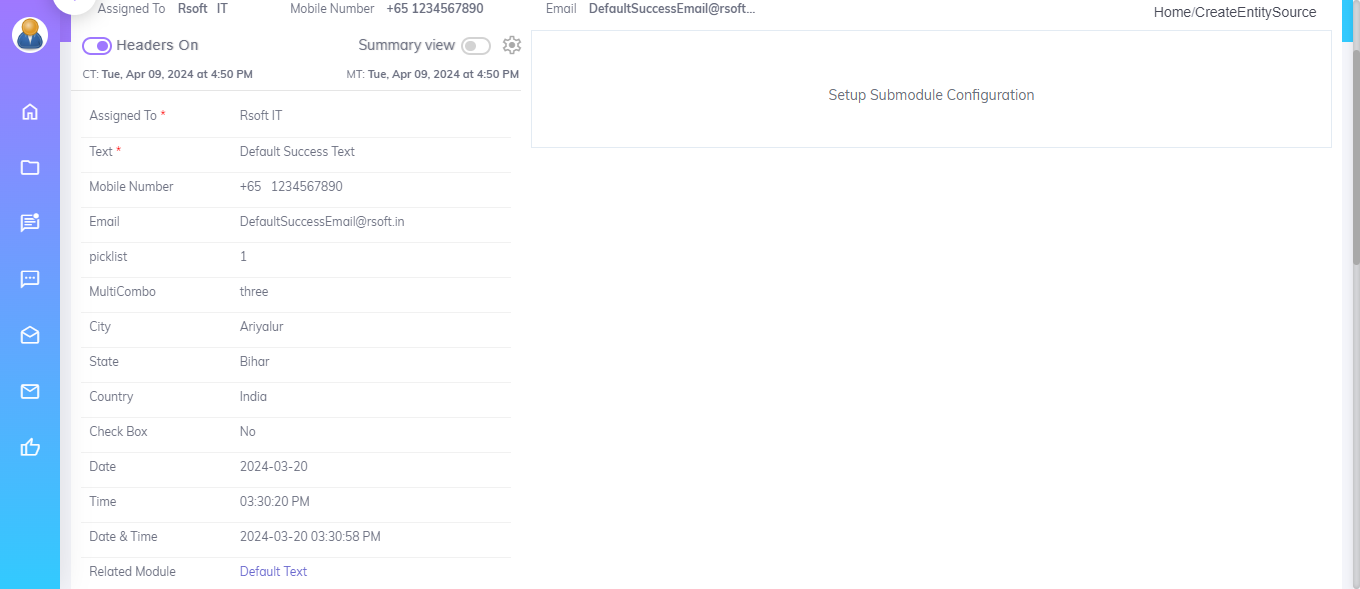 Assigned To Rsoft IT Mobile Number +65 1234567890 Email DefaultSuccessEmail@rsoft...
Home/CreateEntitySource
Headers On Summary view
CT: Tue, Apr 09, 2024 at 4:50 PM MT: Tue, Apr 09, 2024 at 4:50 PM
Setup Submodule Configuration
Assigned To * Rsoft IT
Text * Default Success Text
Mobile Number +65 1234567890
Email DefaultSuccessEmail@rsoft.in
picklist 1
MultiCombo three
City Ariyalur
State Bihar
Country India
Check Box No
Date 2024-03-20
Time 03:30:20 PM
Date & Time 2024-03-20 03:30:58 PM
Related Module Default Text